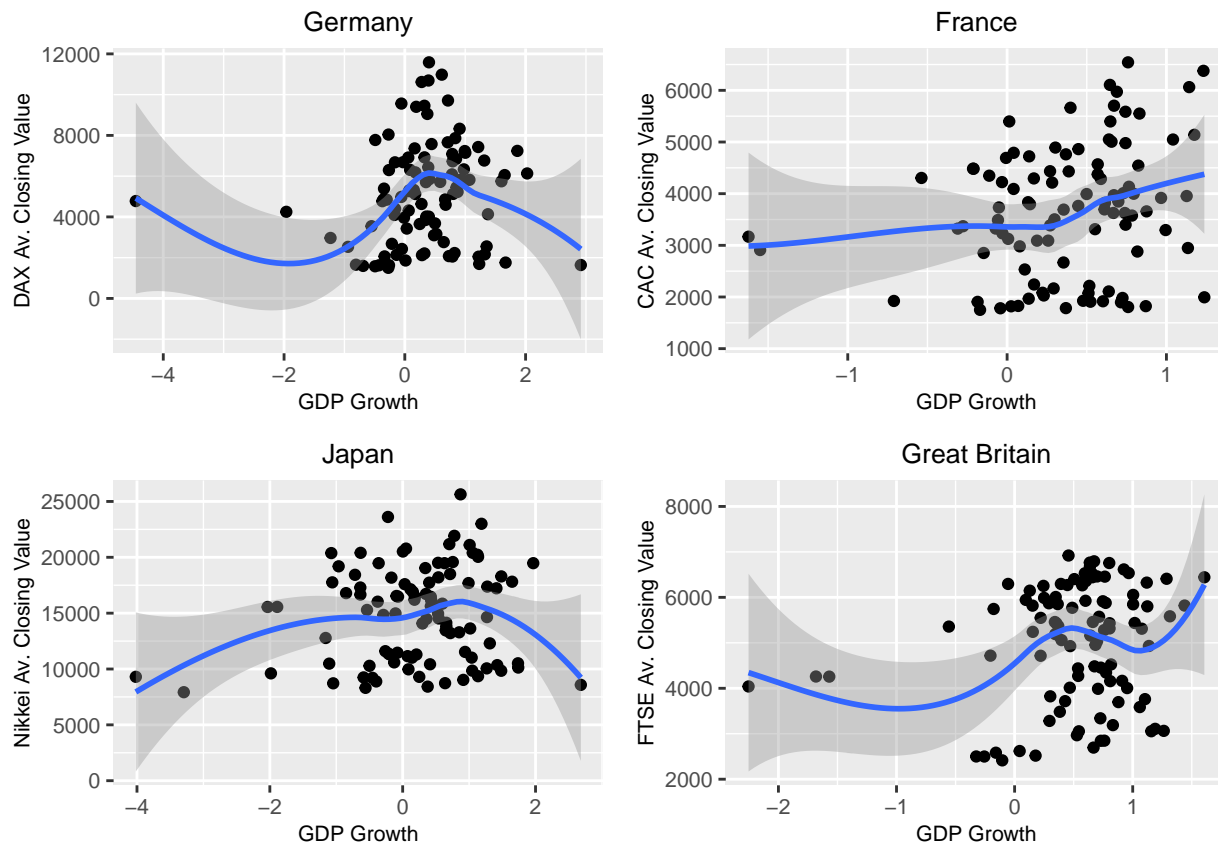 Germany
12000
8000
4000
0
DAX Av. Closing Value
−4
−2
0
2
GDP Growth
France
6000
5000
4000
3000
2000
1000
CAC Av. Closing Value
−1
0
1
GDP Growth
Japan
25000
20000
15000
10000
5000
0
Nikkei Av. Closing Value
−4
−2
0
2
GDP Growth
Great Britain
8000
6000
4000
2000
FTSE Av. Closing Value
−2
−1
0
1
GDP Growth